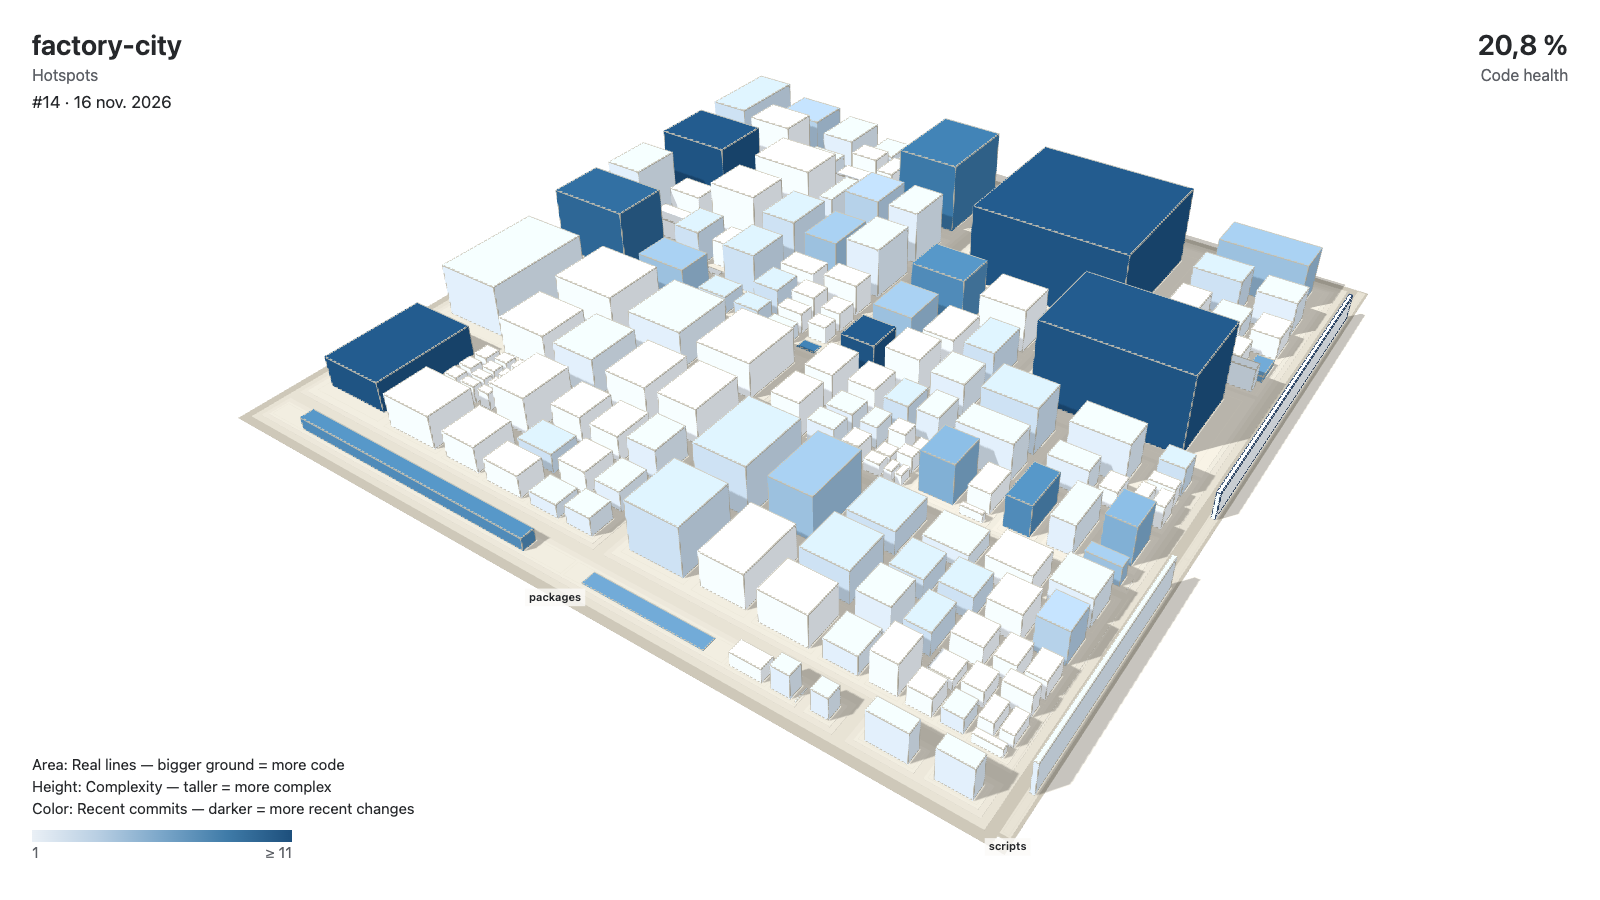 factory-city
Hotspots
#14 · 16 nov. 2026
20,8 %
Code health
packages
scripts
Area: Real lines — bigger ground = more code
Height: Complexity — taller = more complex
Color: Recent commits — darker = more recent changes
1
≥ 11